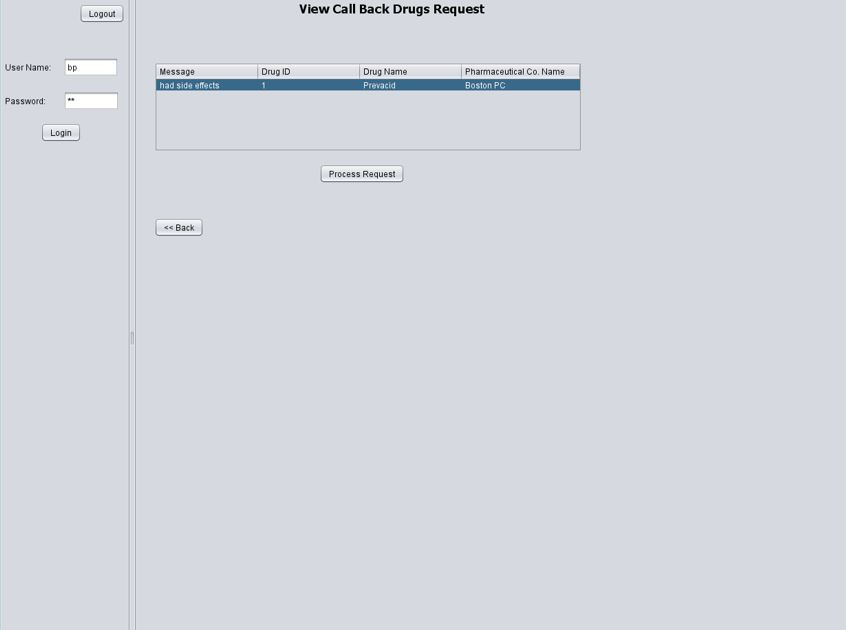 Logout
User Name: bp
Password: **
Login
View Call Back Drugs Request
Message Drug ID Drug Name Pharmaceutical Co. Name
had side effects 1 Prevacid Boston PC
Process Request
<< Back